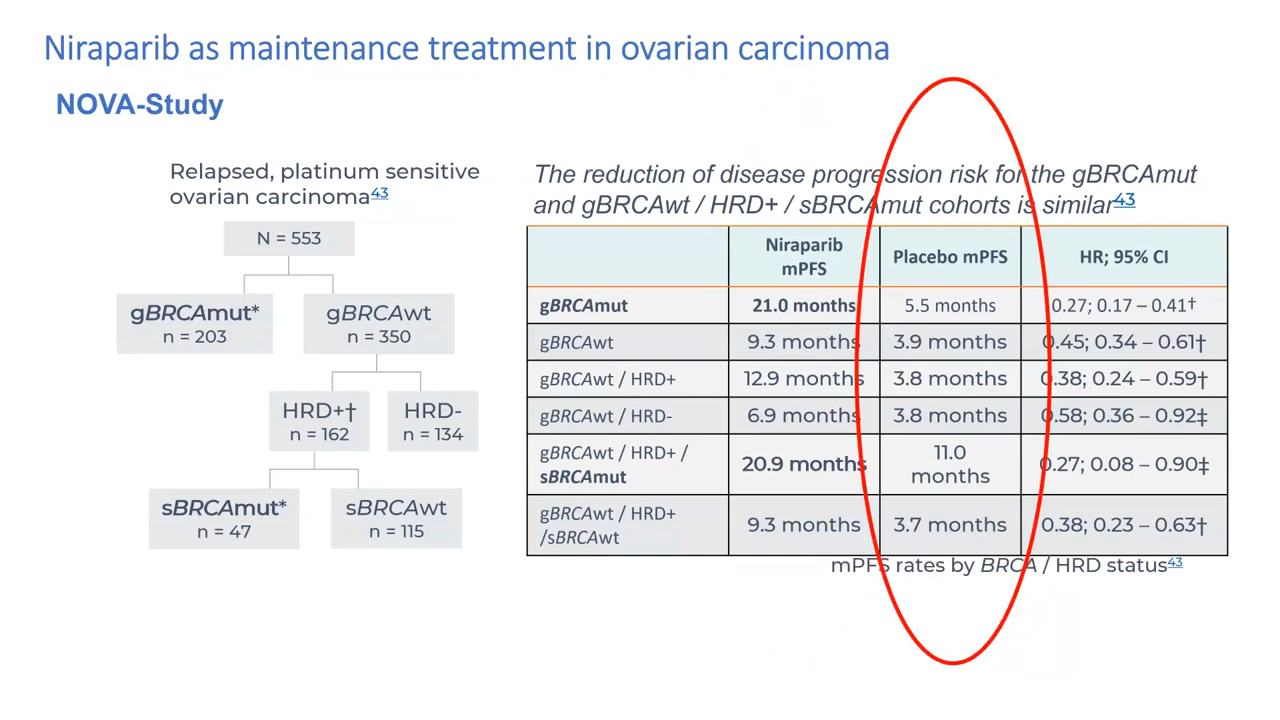 Niraparib as maintenance treatment in ovarian carcinoma
NOVA-Study
Relapsed, platinum sensitive
ovarian carcinoma43
N = 553
gBRCAmut*
n = 203
gBRCAwt
n = 350
HRD+†
n = 162
HRD-
n = 134
sBRCAmut*
n = 47
sBRCAwt
n = 115
The reduction of disease progression risk for the gBRCAmut
and gBRCAwt / HRD+ / sBRCAmut cohorts is similar43
Niraparib
mPFS
Placebo mPFS
HR; 95% CI
gBRCAmut
21.0 months
5.5 months
0.27; 0.17 – 0.41†
gBRCAwt
9.3 months
3.9 months
0.45; 0.34 – 0.61†
gBRCAwt / HRD+
12.9 months
3.8 months
0.38; 0.24 – 0.59†
gBRCAwt / HRD-
6.9 months
3.8 months
0.58; 0.36 – 0.92‡
gBRCAwt / HRD+ /
sBRCAmut
20.9 months
11.0
months
0.27; 0.08 – 0.90‡
gBRCAwt / HRD+
/sBRCAwt
9.3 months
3.7 months
0.38; 0.23 – 0.63†
mPFS rates by BRCA / HRD status43